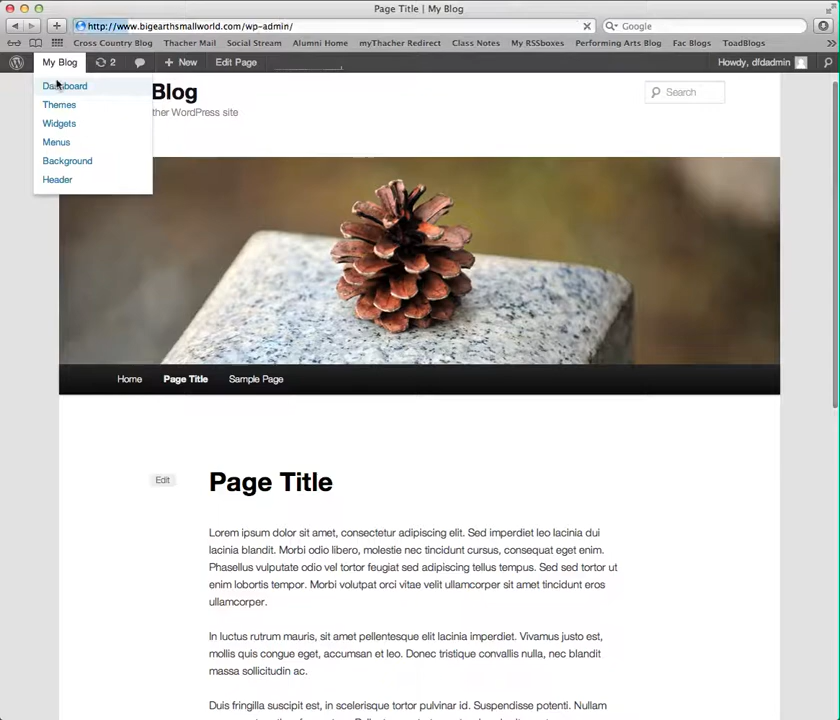 Page Title | My Blog
http://www.bigearthsmallworld.com/wp-admin/
Google
Cross Country Blog Thacher Mail Social Stream Alumni Home myThacher Redirect Class Notes My RSSboxes Performing Arts Blog Fac Blogs ToadBlogs
My Blog 2 + New Edit Page Howdy, dfdadmin
Dashboard
Themes
Widgets
Menus
Background
Header
Blog
ther WordPress site
Search
Home Page Title Sample Page
Edit
Page Title
Lorem ipsum dolor sit amet, consectetur adipiscing elit. Sed imperdiet leo lacinia dui
lacinia blandit. Morbi odio libero, molestie nec tincidunt cursus, consequat eget enim.
Phasellus vulputate odio vel tortor feugiat sed adipiscing tellus tempus. Sed sed tortor ut
enim lobortis tempor. Morbi volutpat orci vitae velit ullamcorper sit amet tincidunt eros
ullamcorper.
In luctus rutrum mauris, sit amet pellentesque elit lacinia imperdiet. Vivamus justo est,
mollis quis congue eget, accumsan et leo. Donec tristique convallis nulla, nec blandit
massa sollicitudin ac.
Duis fringilla suscipit est, in scelerisque tortor pulvinar id. Suspendisse potenti. Nullam